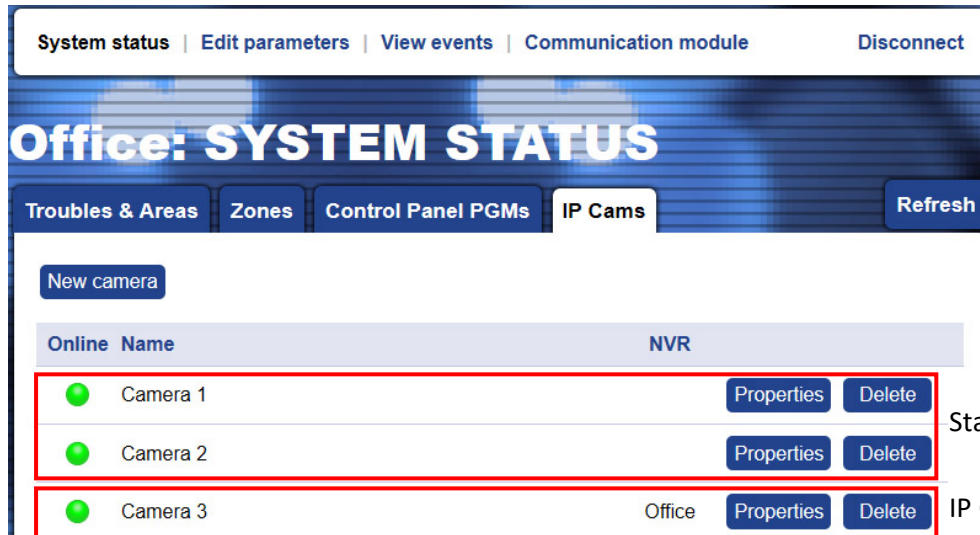 System status | Edit parameters | View events | Communication module Disconnect
Office: SYSTEM STATUS
Troubles & Areas Zones Control Panel PGMs IP Cams Refresh
New camera
Online Name NVR
Camera 1 Properties Delete
Sta
Camera 2 Properties Delete
Camera 3 Office Properties Delete IP